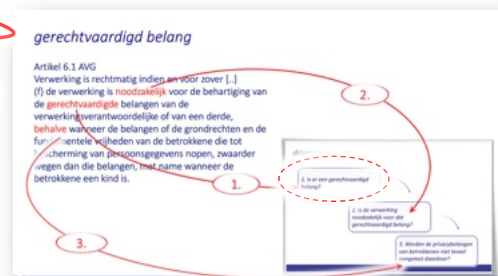 gerechtvaardigd belang
Artikel 6.1 AVG
Verwerking is rechtmatig indien en voor zover [..]
(f) de verwerking is noodzakelijk voor de behartiging van
de gerechtvaardigde belangen van de
verwerkingsverantwoordelijke of van een derde,
behalve wanneer de belangen of de grondrechten en de
fundamentele vrijheden van de betrokkene die tot
bescherming van persoonsgegevens nopen, zwaarder
wegen dan die belangen, met name wanneer de
betrokkene een kind is.
1.
2.
3.
1. Is er een gerechtvaardigd
belang?
2. Is de verwerking
noodzakelijk voor dat
gerechtvaardigd belang?
3. Worden de privacybelangen
van betrokkenen niet teveel
daardoor?